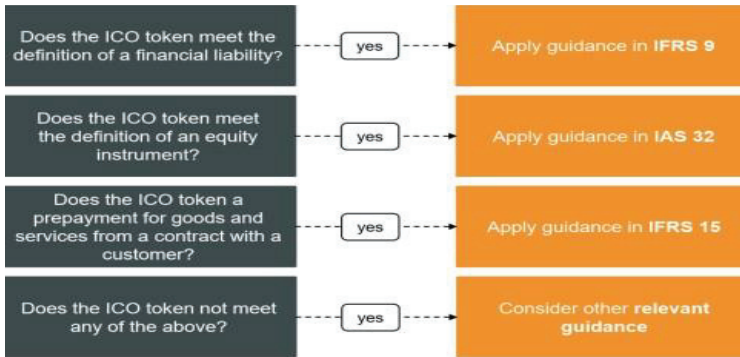 Does the ICO token meet the
definition of a financial liability?
yes
Apply guidance in IFRS 9
Does the ICO token meet
the definition of an equity
instrument?
yes
Apply guidance in IAS 32
Does the ICO token a
prepayment for goods and
services from a contract with a
customer?
yes
Apply guidance in IFRS 15
Does the ICO token not meet
any of the above?
yes
Consider other relevant
guidance